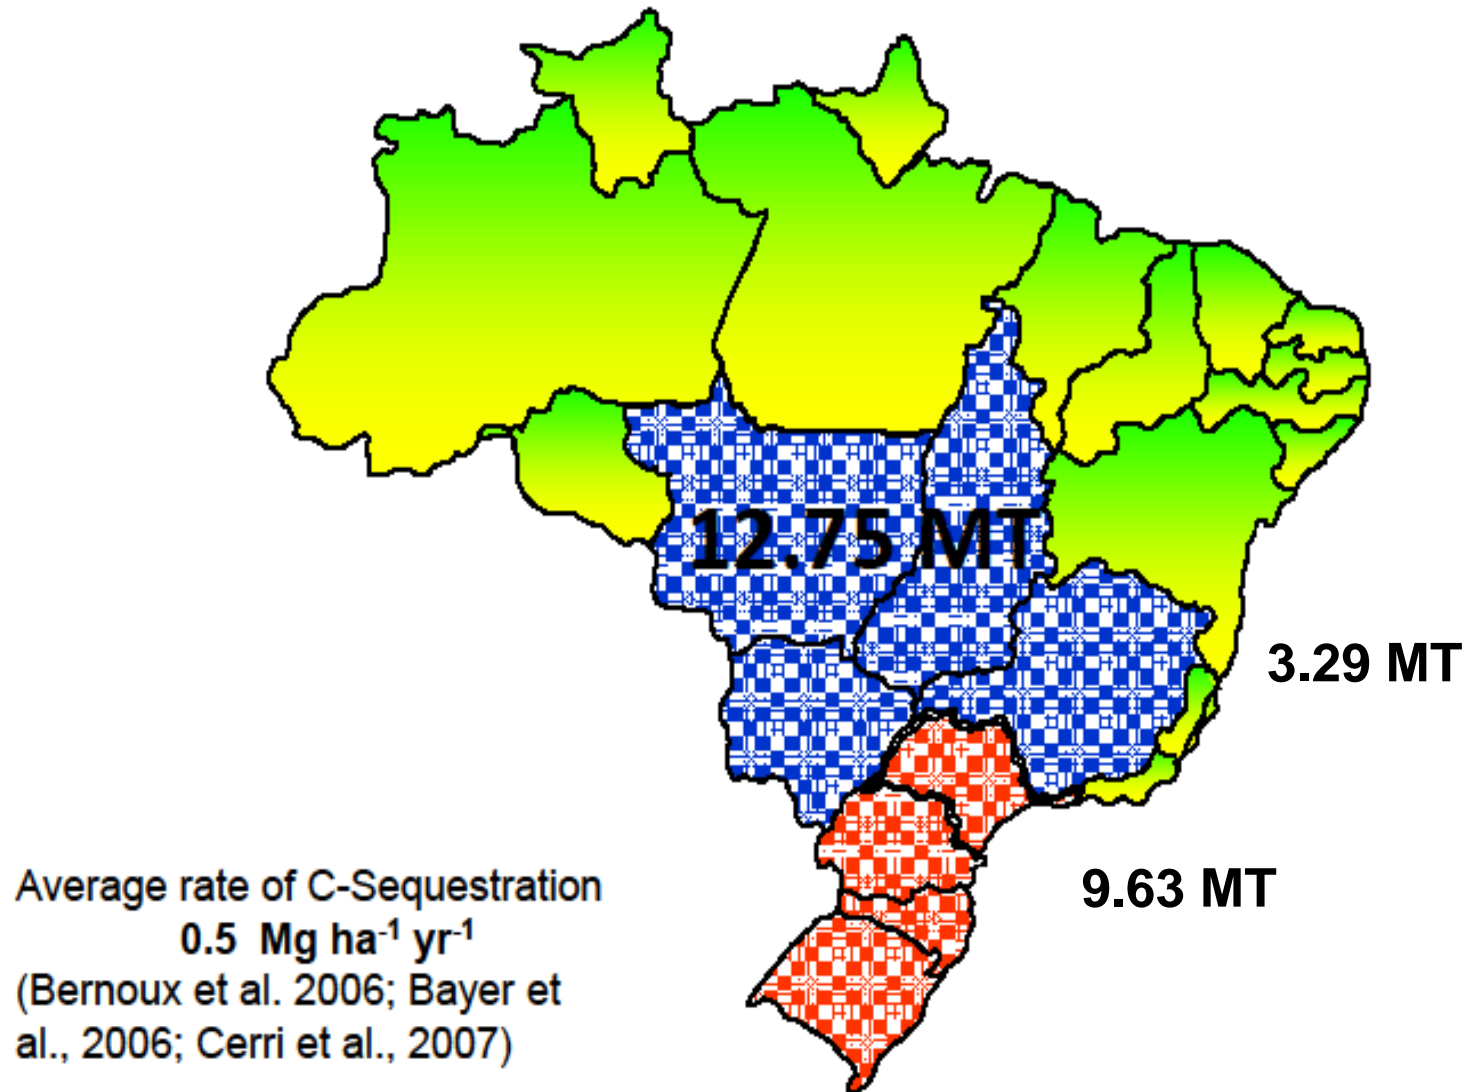 12.75 MT
3.29 MT
9.63 MT
Average rate of C-Sequestration
0.5 Mg ha⁻¹ yr⁻¹
(Bernoux et al. 2006; Bayer et
al., 2006; Cerri et al., 2007)